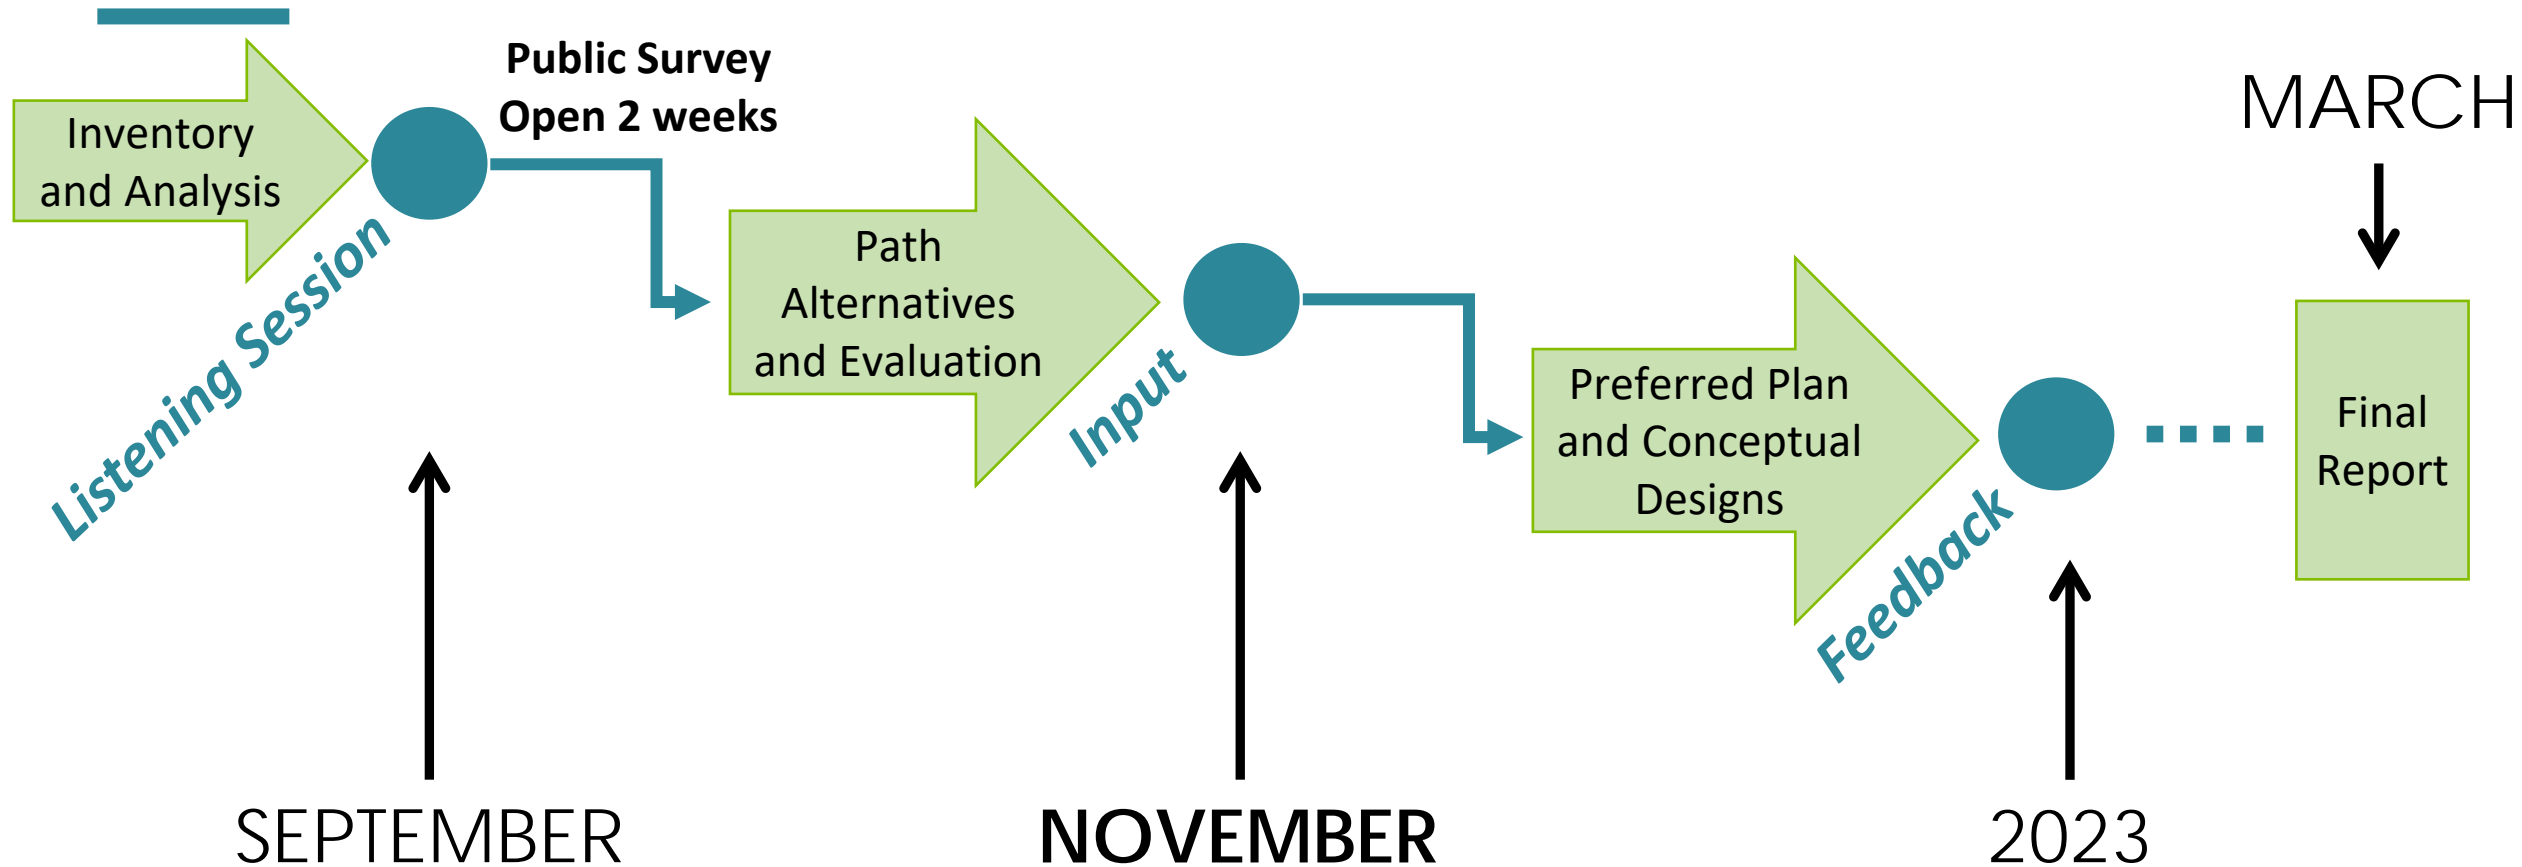 Inventory
and Analysis
Listening Session
Public Survey
Open 2 weeks
Path
Alternatives
and Evaluation
Input
Preferred Plan
and Conceptual
Designs
Feedback
MARCH
Final
Report
SEPTEMBER
NOVEMBER
2023